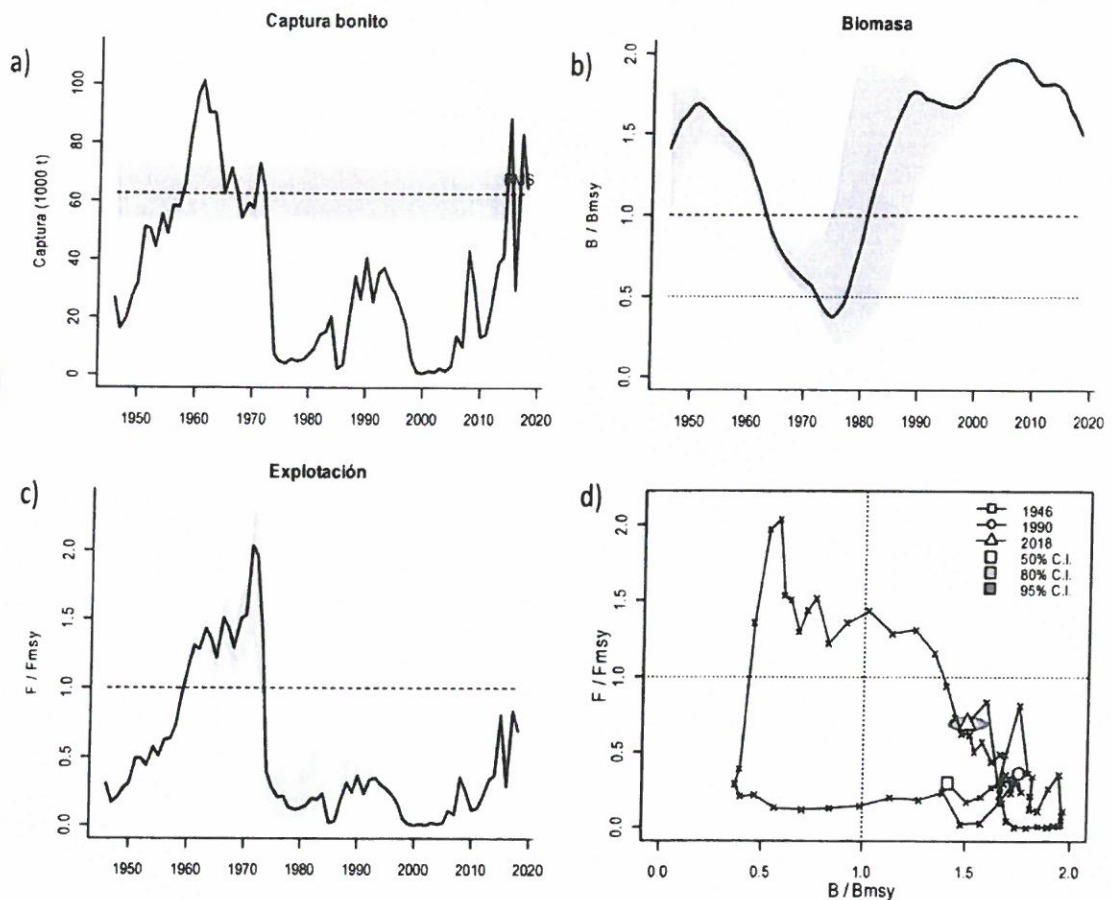 a)
Captura bonito
Captura (1000 t)
100
80
60
40
20
0
1950 1960 1970 1980 1990 2000 2010 2020
b)
Biomasa
B / Bmsy
2.0
1.5
1.0
0.5
0.0
1950 1960 1970 1980 1990 2000 2010 2020
c)
Explotación
F / Fmsy
2.0
1.5
1.0
0.5
0.0
1950 1960 1970 1980 1990 2000 2010 2020
d)
F / Fmsy
2.0
1.5
1.0
0.5
0.0
1946
1990
2018
50% C.I.
80% C.I.
95% C.I.
0.0 0.5 1.0 1.5 2.0
B / Bmsy